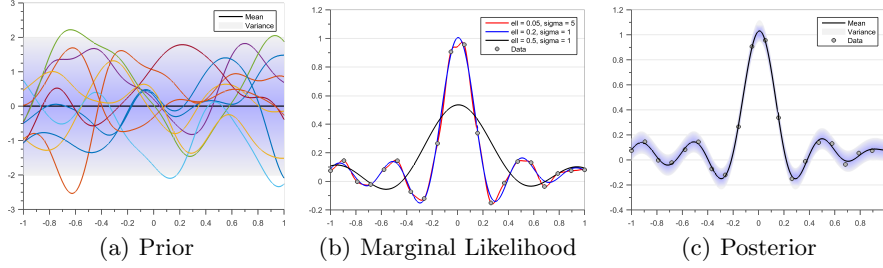 Mean
Variance
3
2
1
0
-1
-2
-3
-1 -0.8 -0.6 -0.4 -0.2 0 0.2 0.4 0.6 0.8 1
(a) Prior
ell = 0.05, sigma = 5
ell = 0.2, sigma = 1
ell = 0.5, sigma = 1
Data
1.2
1
0.8
0.6
0.4
0.2
0
-0.2
-1 -0.8 -0.6 -0.4 -0.2 0 0.2 0.4 0.6 0.8 1
(b) Marginal Likelihood
Mean
Variance
Data
1.2
1
0.8
0.6
0.4
0.2
0
-0.2
-0.4
-1 -0.8 -0.6 -0.4 -0.2 0 0.2 0.4 0.6 0.8
(c) Posterior